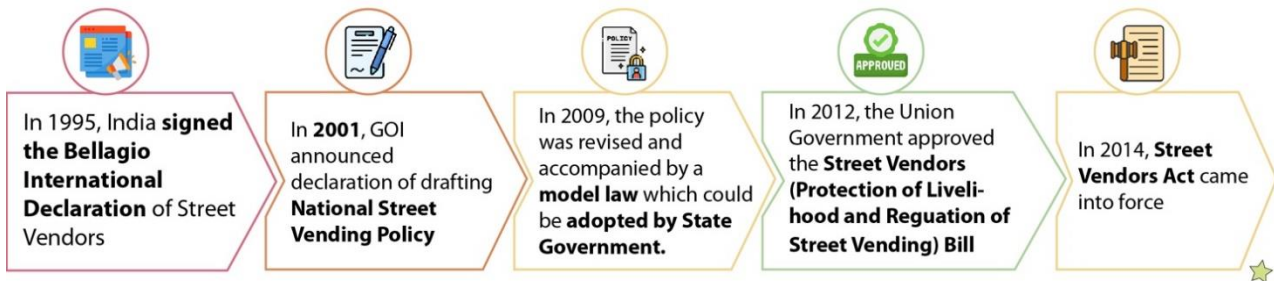 POLICY
APPROVED
In 1995, India signed
the Bellagio
International
Declaration of Street
Vendors
In 2001, GOI
announced
declaration of drafting
National Street
Vending Policy
In 2009, the policy
was revised and
accompanied by a
model law which could
be adopted by State
Government.
In 2012, the Union
Government approved
the Street Vendors
(Protection of Liveli-
hood and Reguation of
Street Vending) Bill
In 2014, Street
Vendors Act came
into force